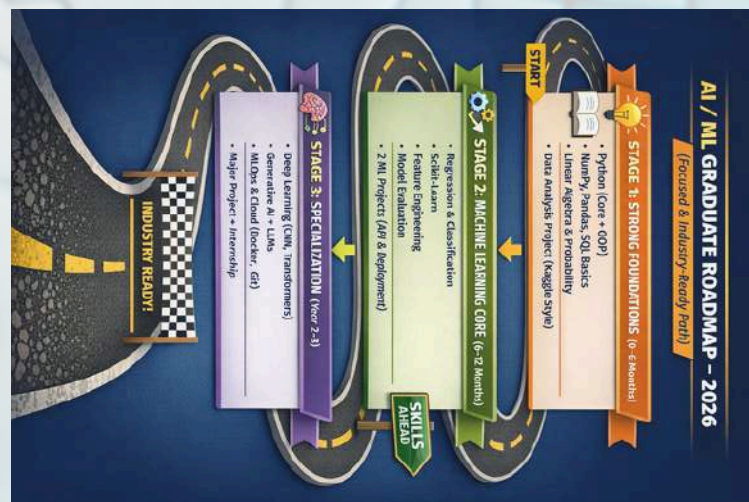 AI / ML GRADUATE ROADMAP – 2026
(Focused & Industry-Ready Path)
START
STAGE 1: STRONG FOUNDATIONS (0–6 Months)
• Python (Core + OOP)
• NumPy, Pandas, SQL Basics
• Linear Algebra & Probability
• Data Analysis Project (Kaggle Style)
STAGE 2: MACHINE LEARNING CORE (6–12 Months)
• Regression & Classification
• Scikit-Learn
• Feature Engineering
• Model Evaluation
• 2 ML Projects (API & Deployment)
SKILLS
AHEAD
STAGE 3: SPECIALIZATION (Year 2–3)
• Deep Learning (CNN, Transformers)
• Generative AI + LLMs
• MLOps & Cloud (Docker, Git)
• Major Project + Internship
INDUSTRY READY!